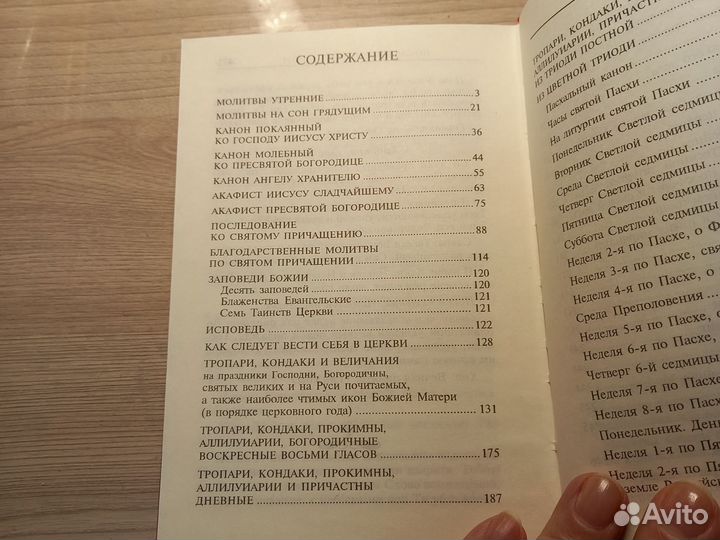 СОДЕРЖАНИЕ
МОЛИТВЫ УТРЕННИЕ 3
МОЛИТВЫ НА СОН ГРЯДУЩИМ 21
КАНОН ПОКАЯННЫЙ
КО ГОСПОДУ ИИСУСУ ХРИСТУ 36
КАНОН МОЛЕБНЫЙ
КО ПРЕСВЯТОЙ БОГОРОДИЦЕ 44
КАНОН АНГЕЛУ ХРАНИТЕЛЮ 55
АКАФИСТ ИИСУСУ СЛАДЧАЙШЕМУ 63
АКАФИСТ ПРЕСВЯТОЙ БОГОРОДИЦЕ 75
ПОСЛЕДОВАНИЕ
КО СВЯТОМУ ПРИЧАЩЕНИЮ 88
БЛАГОДАРСТВЕННЫЕ МОЛИТВЫ
ПО СВЯТОМ ПРИЧАЩЕНИИ 114
ЗАПОВЕДИ БОЖИИ 120
Десять заповедей 120
Блаженства Евангельские 121
Семь Таинств Церкви 121
ИСПОВЕДЬ 122
КАК СЛЕДУЕТ ВЕСТИ СЕБЯ В ЦЕРКВИ 128
ТРОПАРИ, КОНДАКИ И ВЕЛИЧАНИЯ
на праздники Господни, Богородичны,
святых великих и на Руси почитаемых,
а также наиболее чтимых икон Божией Матери
(в порядке церковного года) 131
ТРОПАРИ, КОНДАКИ, ПРОКИМНЫ,
АЛЛИЛУИАРИИ, БОГОРОДИЧНЫ
ВОСКРЕСНЫЕ ВОСЬМИ ГЛАСОВ 175
ТРОПАРИ, КОНДАКИ, ПРОКИМНЫ,
АЛЛИЛУИАРИИ И ПРИЧАСТНЫ
ДНЕВНЫЕ 187
ТРОПАРИ, КОНДАКИ,
АЛЛИЛУИАРИИ, ПРИЧАСТНЫ
ИЗ ТРИОДИ ПОСТНОЙ
ИЗ ЦВЕТНОЙ ТРИОДИ
Пасхальный канон
Часы святой Пасхи
На литургии святой Пасхи
Понедельник Светлой седмицы
Вторник Светлой седмицы
Среда Светлой седмицы
Четверг Светлой седмицы
Пятница Светлой седмицы
Суббота Светлой седмицы
Неделя 2-я по Пасхе, о
Неделя 3-я по Пасхе,
Неделя 4-я по Пасхе, о
Среда Преполовения
Неделя 5-я по Пасхе,
Неделя 6-я по Пасхе,
Четверг 6-й седмицы
Неделя 7-я по Пасхе
Неделя 8-я по Пасхе
Понедельник.
Неделя 1-я по
Неделя 2-я по
земле
Avito